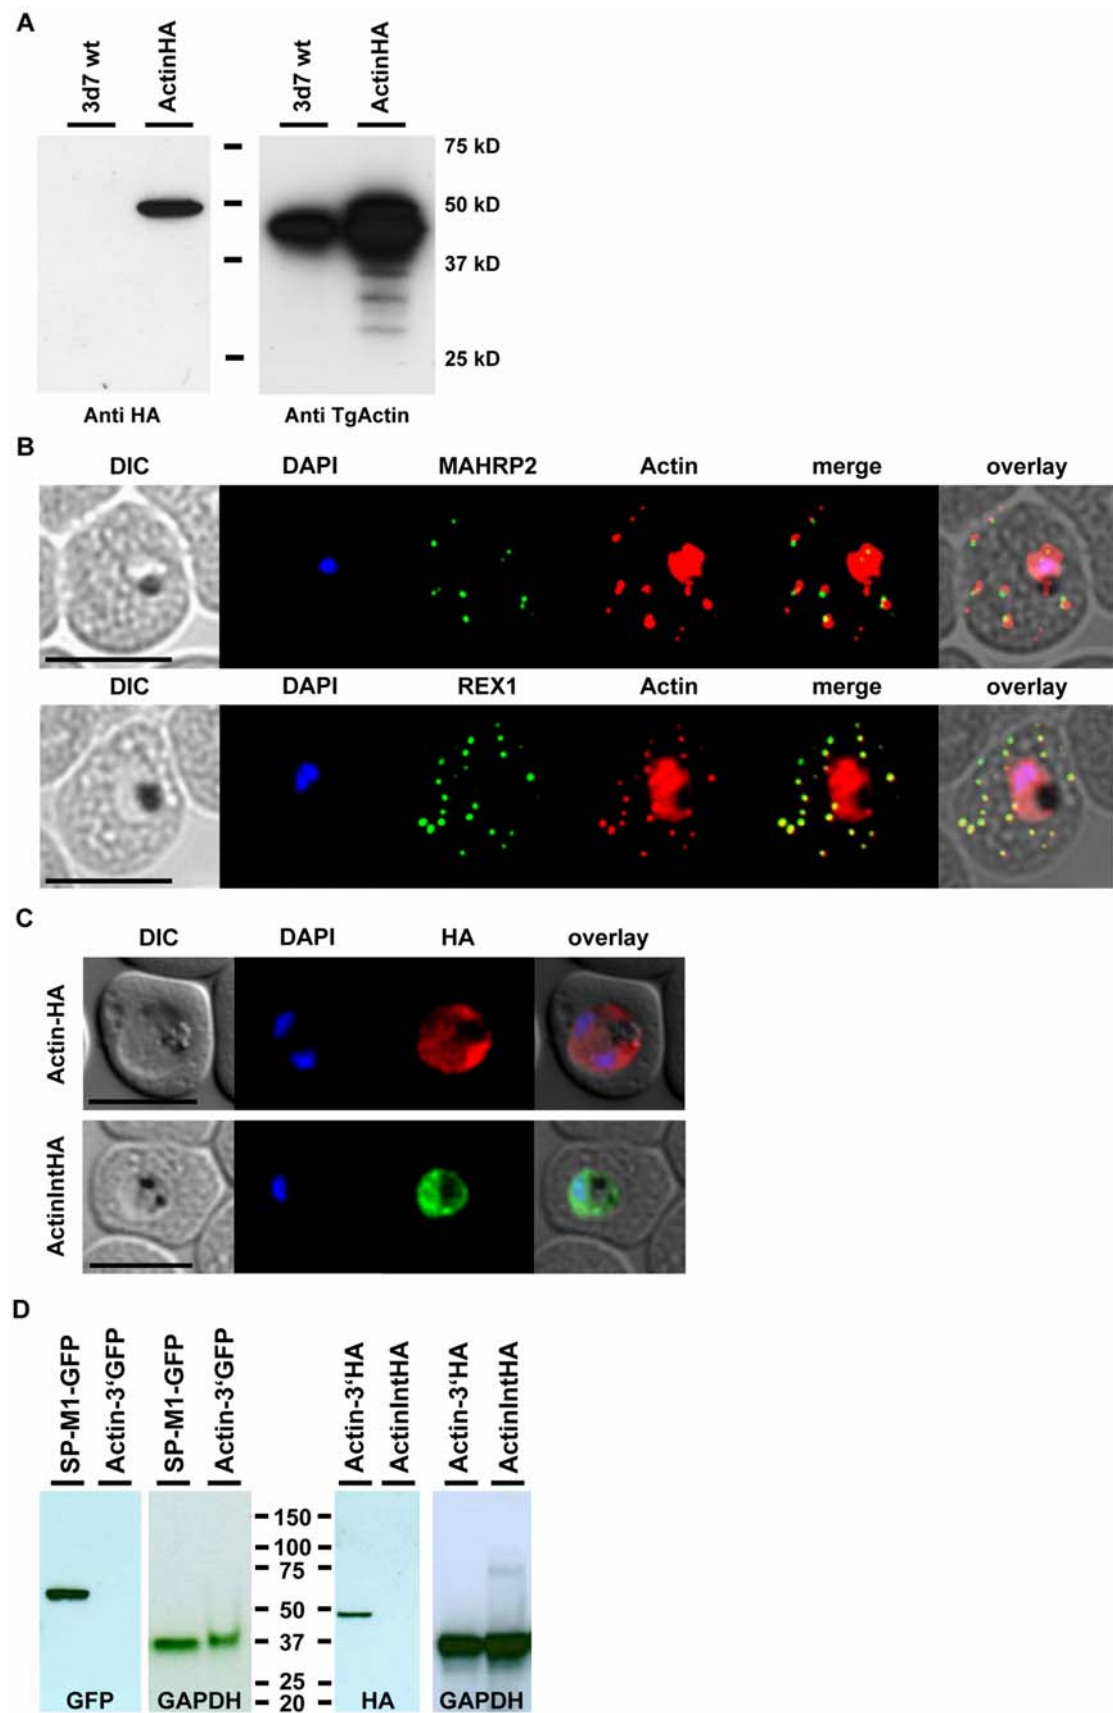 A
3d7 wt
ActinHA
3d7 wt
ActinHA
75 kD
50 kD
37 kD
25 kD
Anti HA
Anti TgActin
B
DIC DAPI MAHRP2 Actin merge overlay
DIC DAPI REX1 Actin merge overlay
C
DIC DAPI HA overlay
Actin-HA
ActinIntHA
D
SP-M1-GFP
Actin-3‘GFP
SP-M1-GFP
Actin-3‘GFP
Actin-3‘HA
ActinIntHA
Actin-3‘HA
ActinIntHA
150
100
75
50
37
25
20
GFP GAPDH HA GAPDH